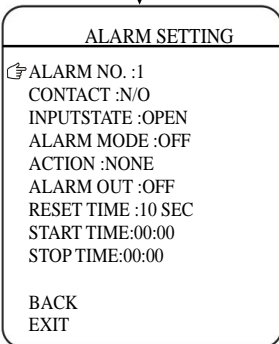 ALARM SETTING
ALARM NO. :1
CONTACT :N/O
INPUTSTATE :OPEN
ALARM MODE :OFF
ACTION :NONE
ALARM OUT :OFF
RESET TIME :10 SEC
START TIME:00:00
STOP TIME:00:00
BACK
EXIT